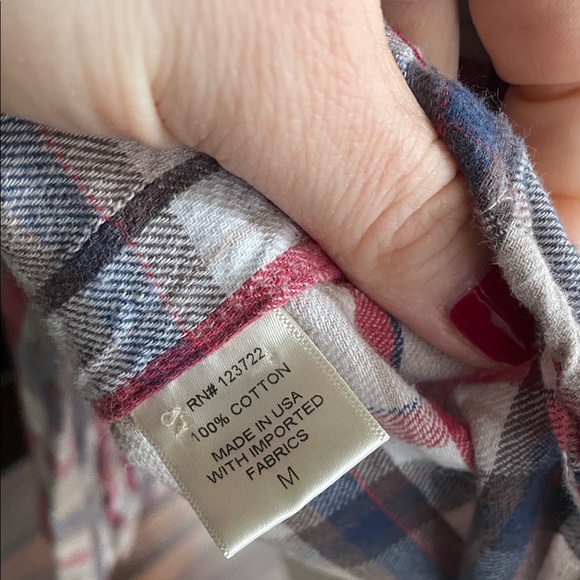 RN# 123722
100% COTTON
MADE IN USA
WITH IMPORTED
FABRICS
M